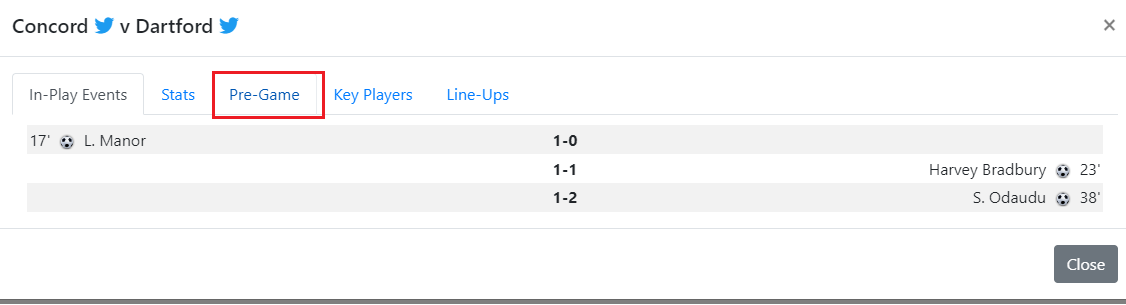 Concord v Dartford
×
In-Play Events Stats Pre-Game Key Players Line-Ups
17' L. Manor 1-0
1-1 Harvey Bradbury 23'
1-2 S. Odaudu 38'
Close